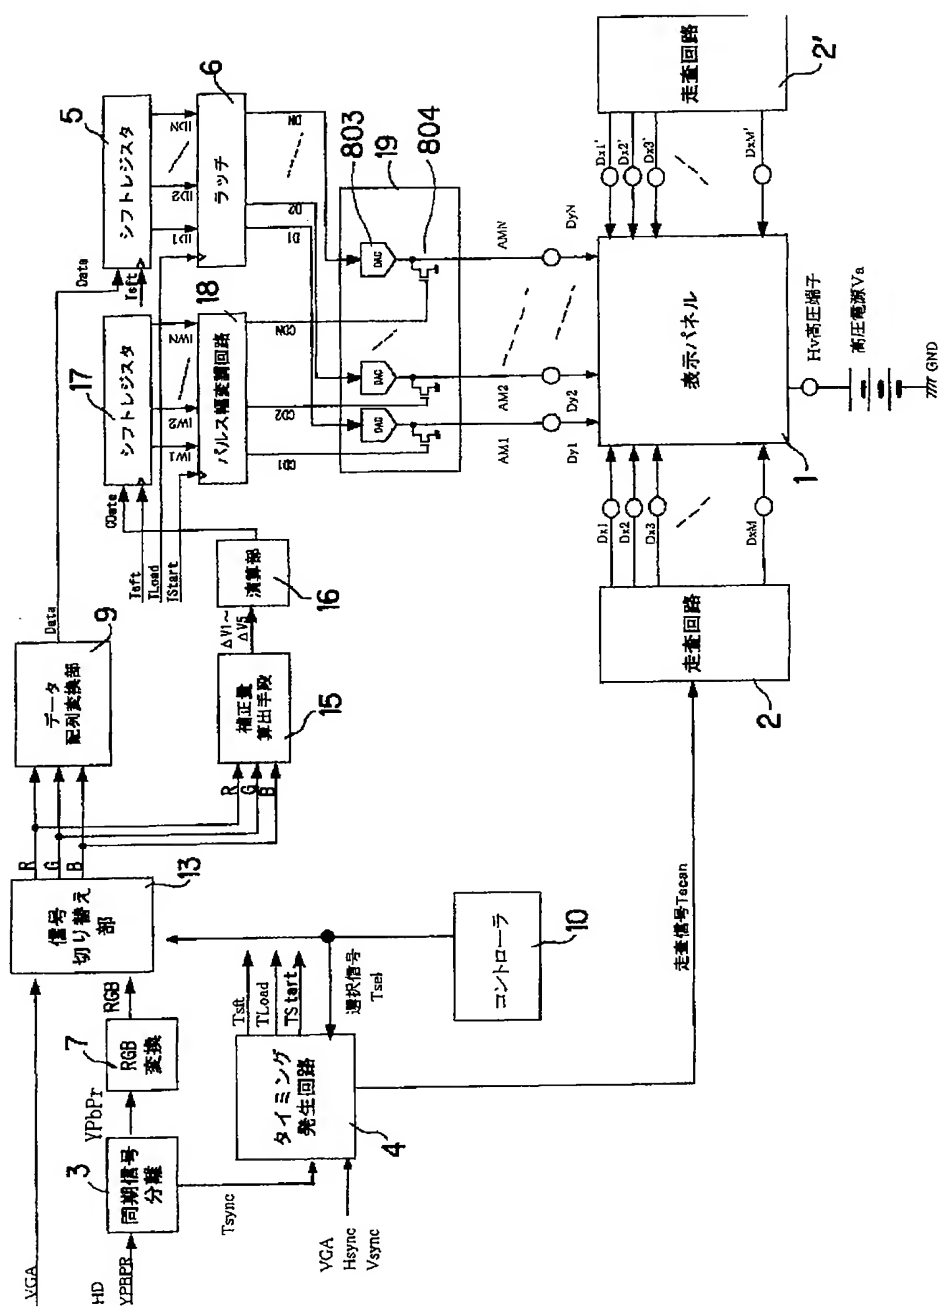 VGA
HD
YPBPR
同期信号
分離
3
YPbPr
RGB
変換
7
RGB
信号
切り替え
部
13
R
G
B
データ
配列変換部
9
Data
R
G
B
補正量
算出手段
15
ΔV1~
ΔV5
演算部
16
CData
Tsft
TLoad
TStart
シフトレジスタ
17
IW1
IW2
IWN
パルス幅変調回路
18
CD1
CD2
CDN
Data
Tsft
シフトレジスタ
5
ID1
ID2
IDN
ラッチ
6
D1
D2
DN
DAC
DAC
DAC
803
19
804
AM1
AM2
AMN
Dy1
Dy2
DyN
Tsync
VGA
Hsync
Vsync
タイミング
発生回路
4
Tsft
TLoad
TStart
選択信号
Tsel
コントローラ
10
走査信号Tscan
走査回路
2
Dx1
Dx2
Dx3
DxM
表示パネル
1
Hv高圧端子
高圧電源Va
GND
Dx1'
Dx2'
Dx3'
DxM'
走査回路
2'